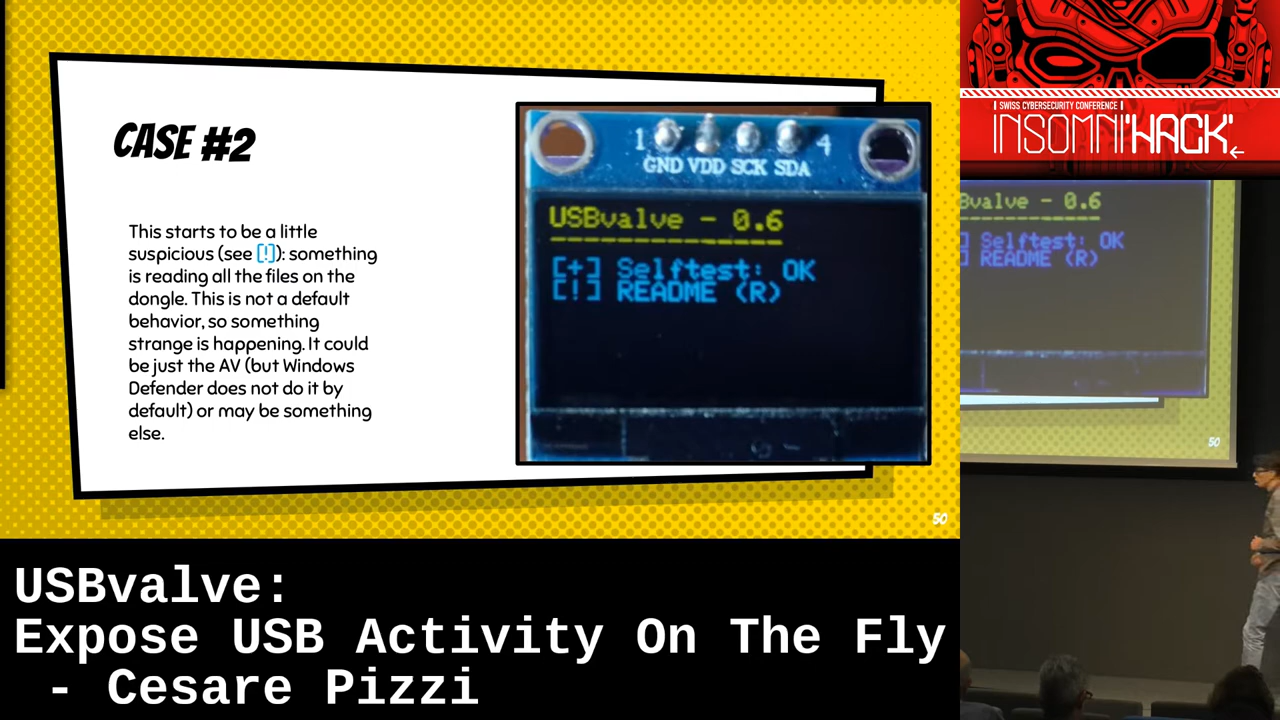 CASE #2
This starts to be a little
suspicious (see [!]): something
is reading all the files on the
dongle. This is not a default
behavior, so something
strange is happening. It could
be just the AV (but Windows
Defender does not do it by
default) or may be something
else.
1 4
GND VDD SCK SDA
USBvalve - 0.6
[+] Selftest: OK
[!] README (R)
50
SWISS CYBERSECURITY CONFERENCE
INSOMNI'HACK
Bvalve - 0.6
] Selftest: OK
] README (R)
50
USBvalve:
Expose USB Activity On The Fly
- Cesare Pizzi